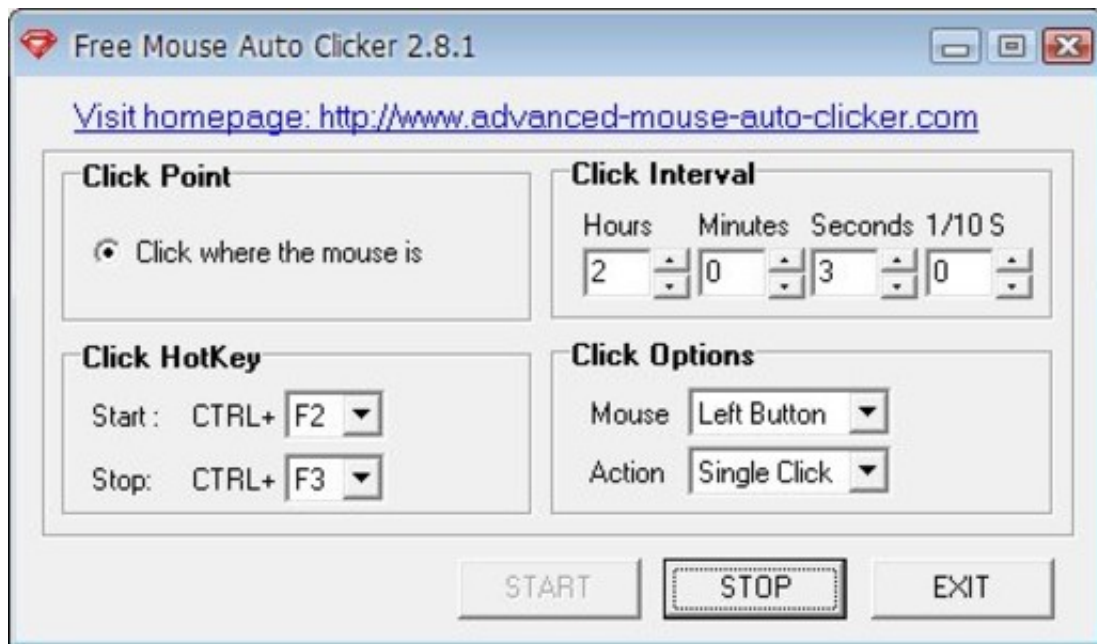 Free Mouse Auto Clicker 2.8.1
Visit homepage: http://www.advanced-mouse-auto-clicker.com
Click Point
Click where the mouse is
Click Interval
Hours Minutes Seconds 1/10 S
2 0 3 0
Click HotKey
Start : CTRL+ F2
Stop: CTRL+ F3
Click Options
Mouse Left Button
Action Single Click
START STOP EXIT